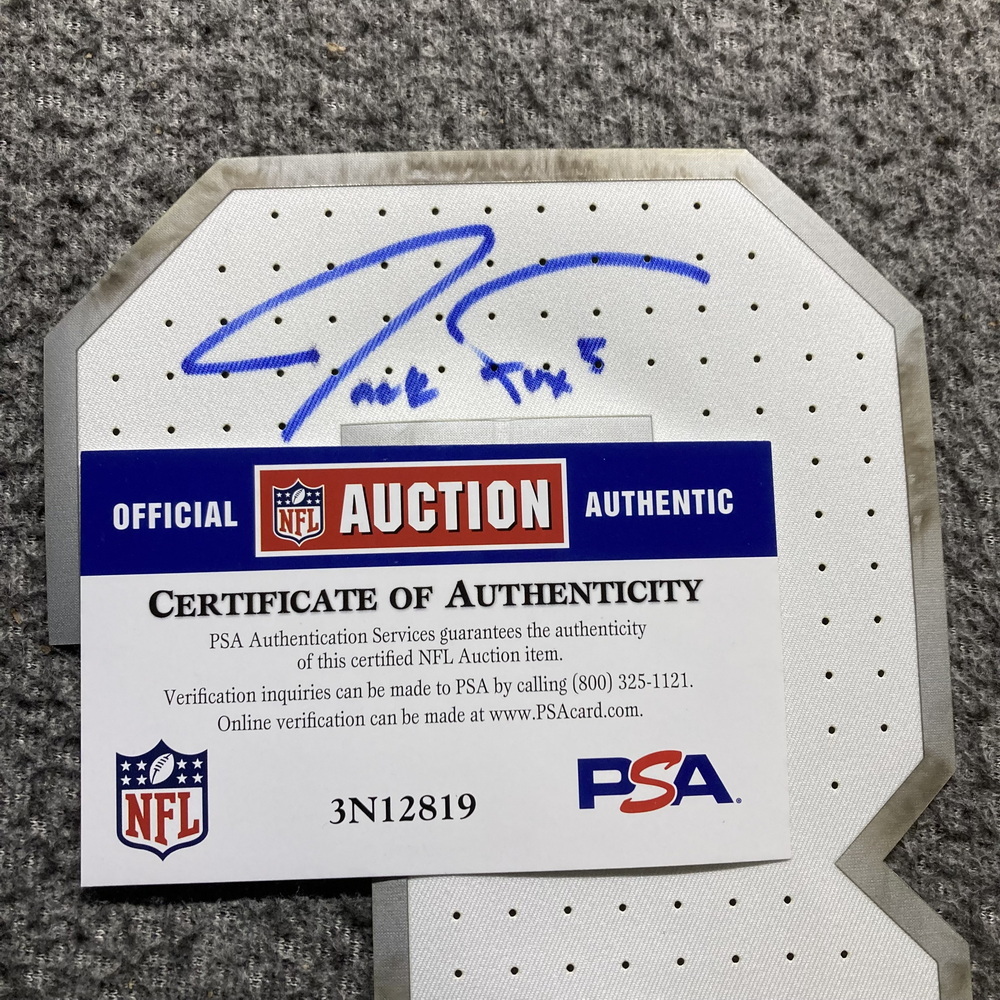 OFFICIAL NFL AUCTION AUTHENTIC
CERTIFICATE OF AUTHENTICITY
PSA Authentication Services guarantees the authenticity
of this certified NFL Auction item.
Verification inquiries can be made to PSA by calling (800) 325-1121.
Online verification can be made at www.PSAcard.com.
NFL 3N12819 PSA